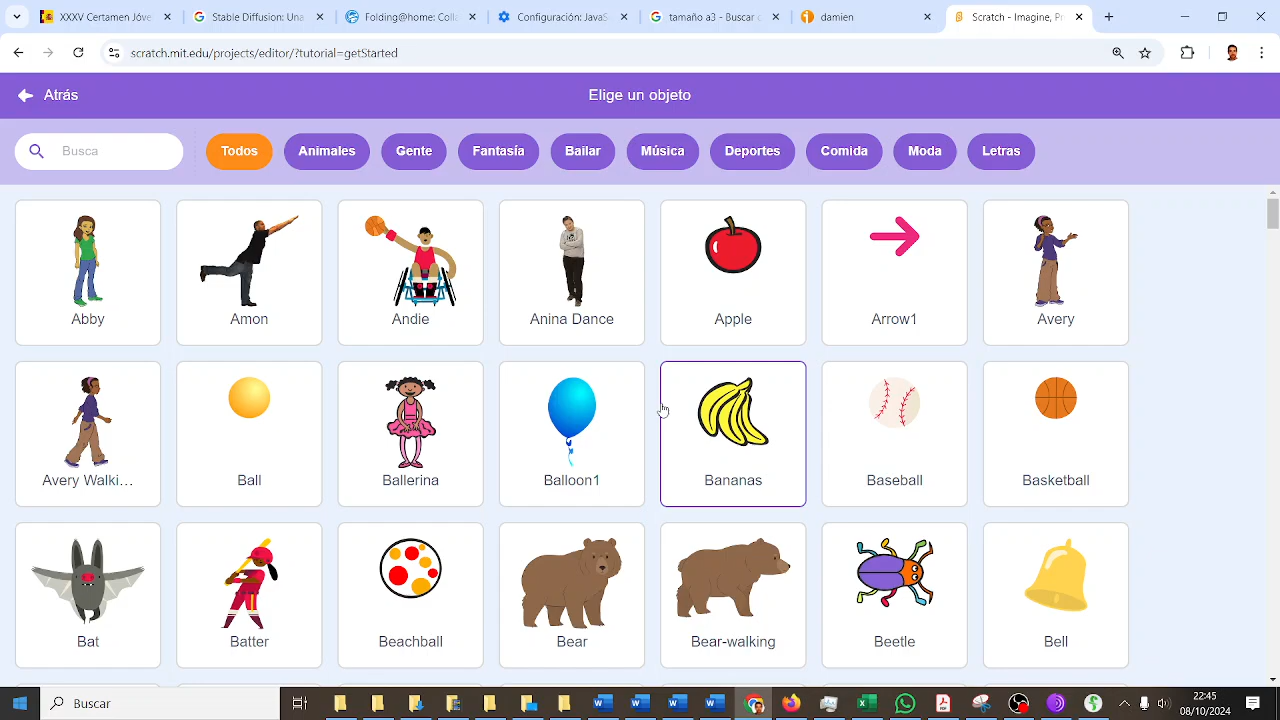 XXXV Certamen Jóve
Stable Diffusion: Una
Folding@home: Cola
Configuración: JavaS
tamaño a3 - Buscar c
damien
Scratch - Imagine, Pr
scratch.mit.edu/projects/editor/?tutorial=getStarted
Atrás
Elige un objeto
Busca
Todos
Animales
Gente
Fantasía
Bailar
Música
Deportes
Comida
Moda
Letras
Abby
Amon
Andie
Anina Dance
Apple
Arrow1
Avery
Avery Walki...
Ball
Ballerina
Balloon1
Bananas
Baseball
Basketball
Bat
Batter
Beachball
Bear
Bear-walking
Beetle
Bell
Buscar
22:45
08/10/2024